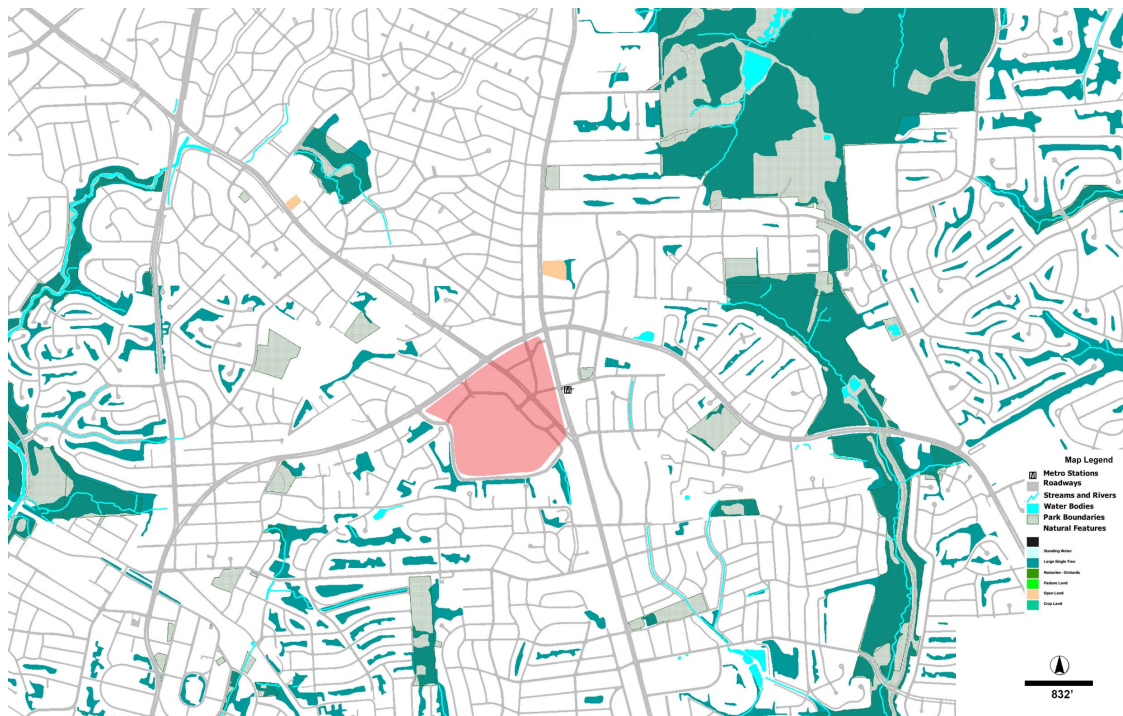 Map Legend
Metro Stations
Roadways
Streams and Rivers
Water Bodies
Park Boundaries
Natural Features
Standing Water
Large Single Tree
Nurturies - Orchards
Pasture Land
Open Land
Crop Land
832'